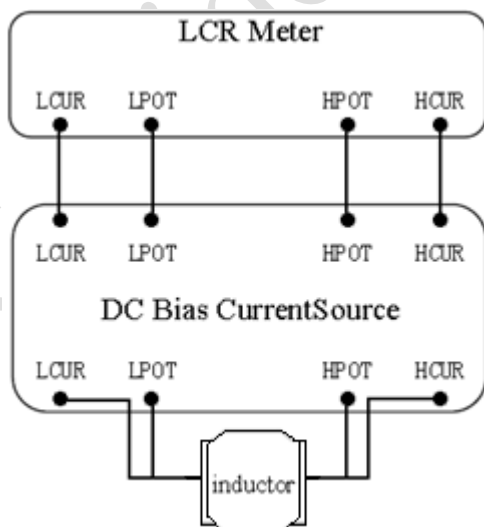 LCR Meter
LCUR LPOT HPOT HCUR
LCUR LPOT HPOT HCUR
DC Bias CurrentSource
LCUR LPOT HPOT HCUR
inductor